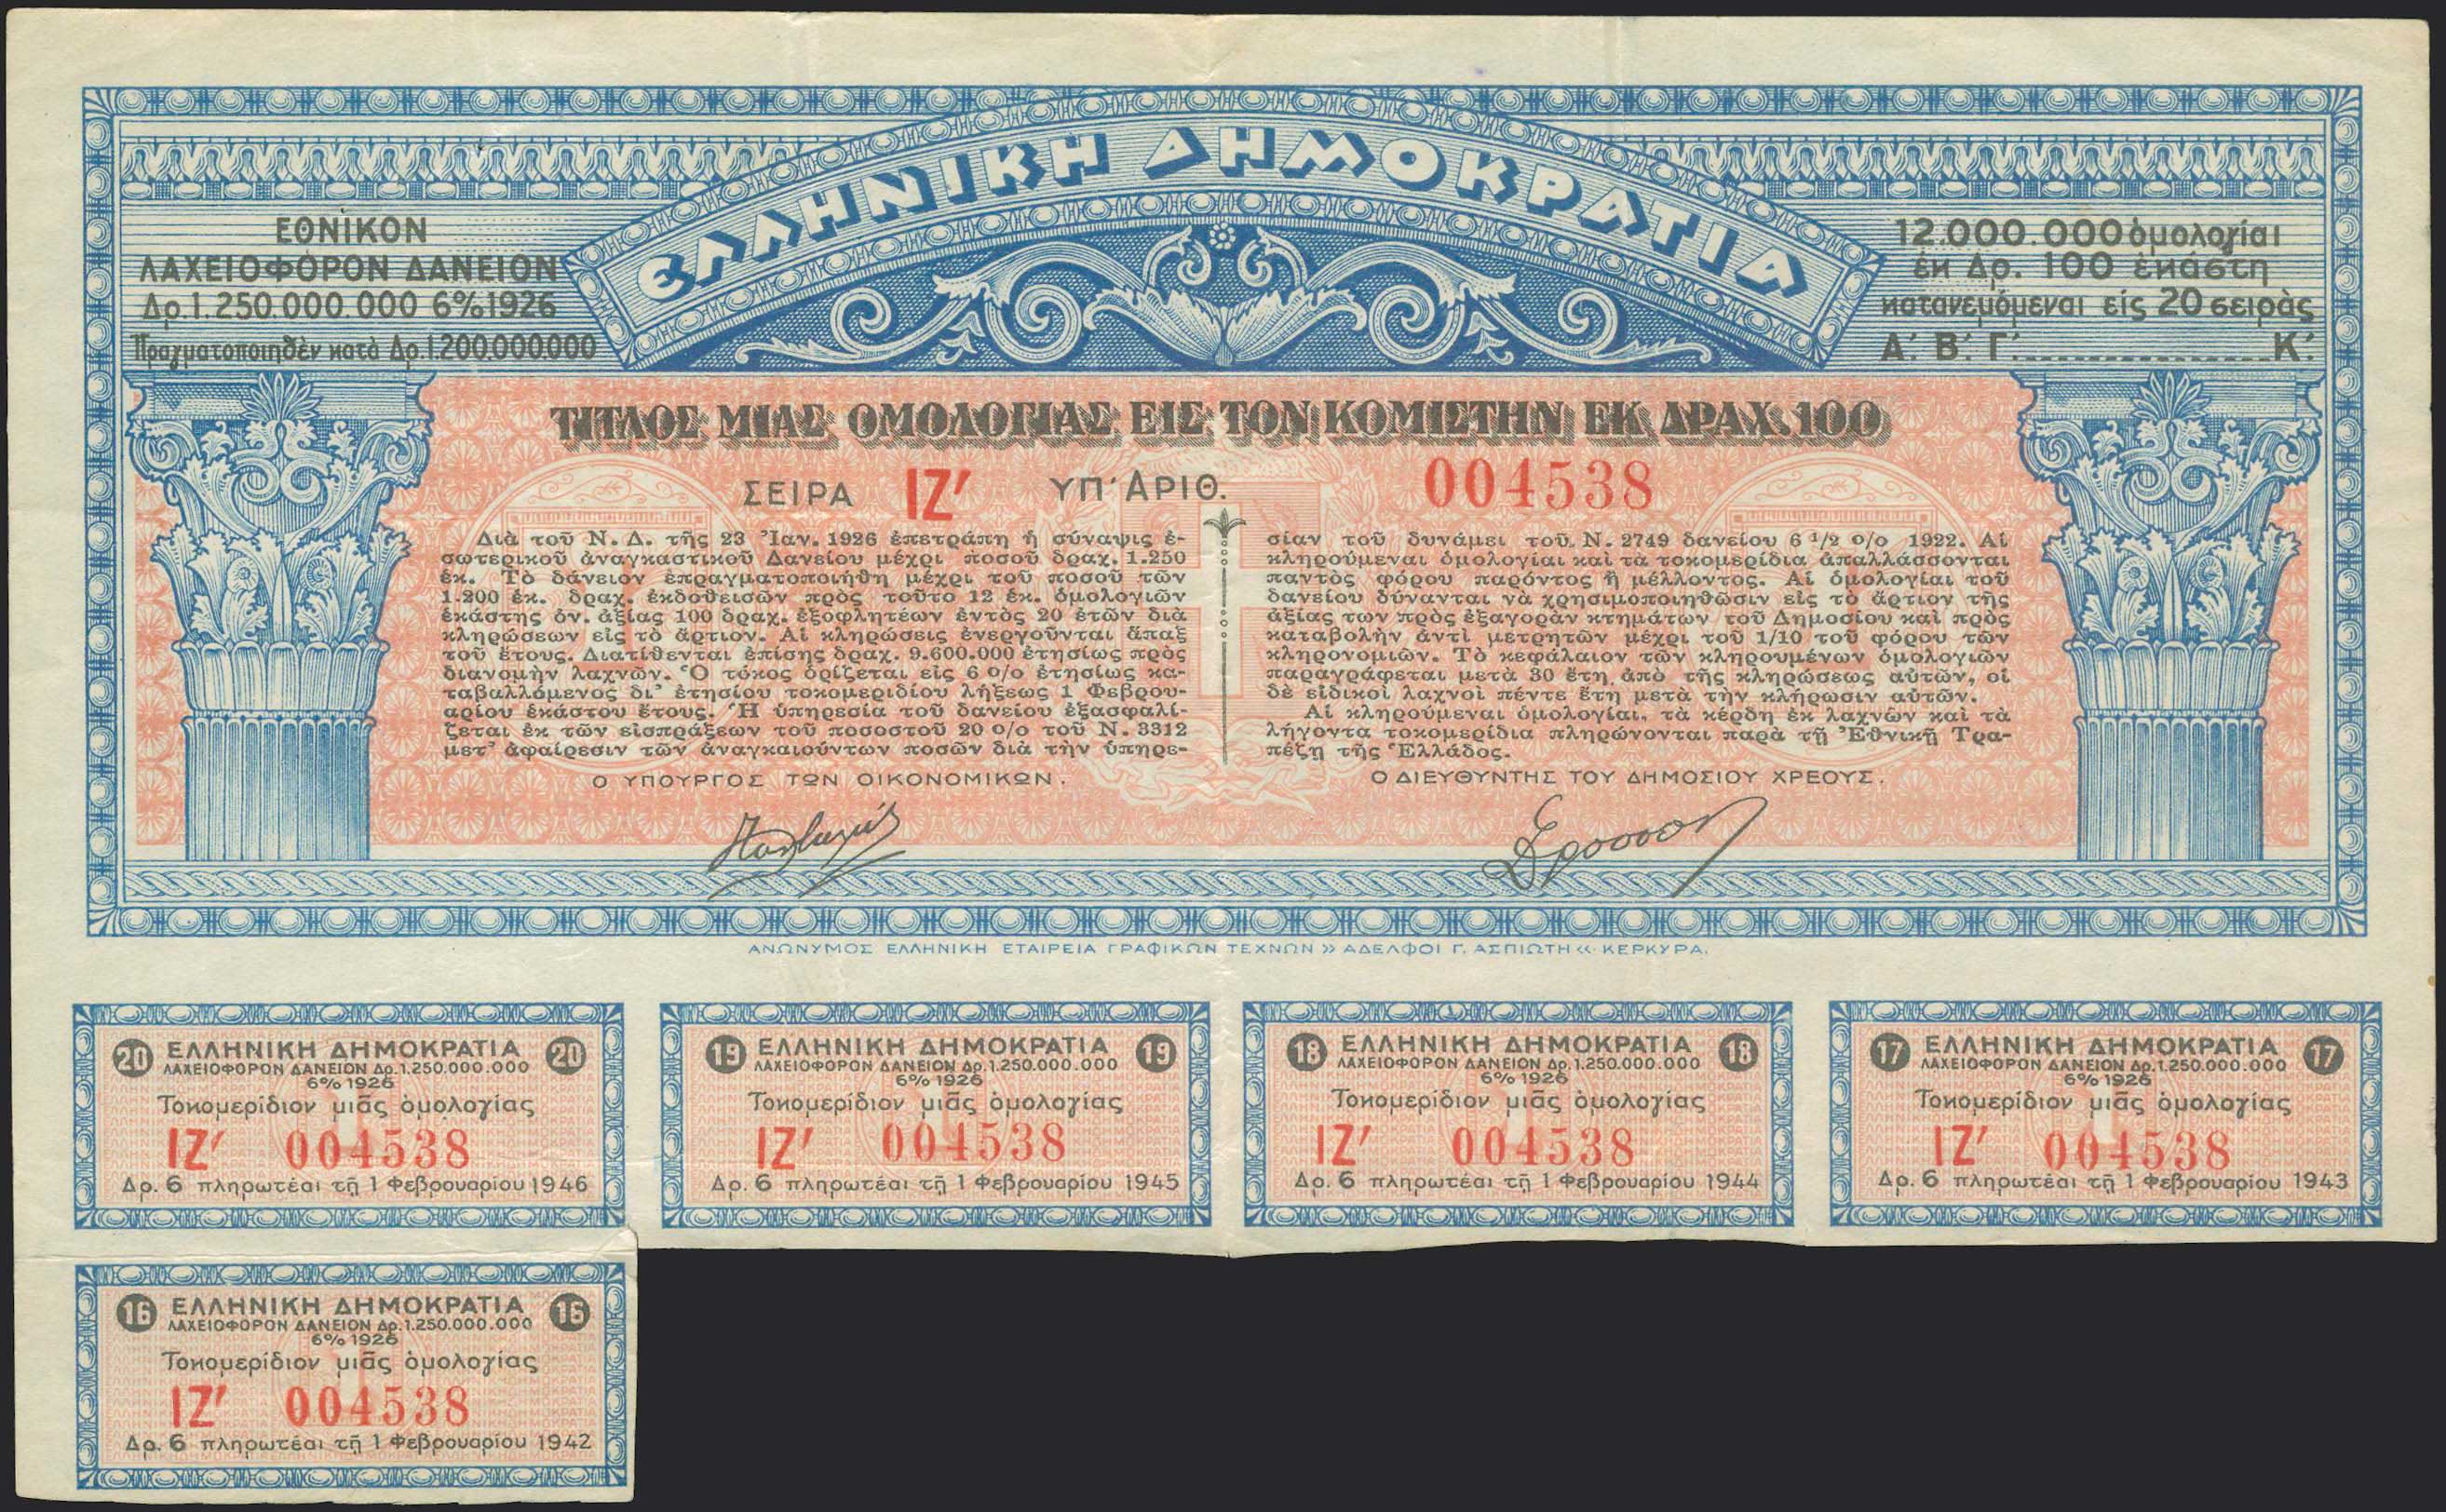 ΕΛΛΗΝΙΚΗ ΔΗΜΟΚΡΑΤΙΑ
ΕΘΝΙΚΟΝ
ΛΑΧΕΙΟΦΟΡΟΝ ΔΑΝΕΙΟΝ
Δρ.1.250.000.000 6% 1926
Πραγματοποιηθὲν κατὰ Δρ.1.200.000.000
12.000.000 ὁμολογίαι
ἐκ Δρ. 100 ἑκάστη
κατανεμόμεναι εἰς 20 σειρὰς
Α΄. Β΄. Γ΄. ................ Κ΄.
ΤΙΤΛΟΣ ΜΙΑΣ ΟΜΟΛΟΓΙΑΣ ΕΙΣ ΤΟΝ ΚΟΜΙΣΤΗΝ ΕΚ ΔΡΑΧ. 100
ΣΕΙΡΑ ΙΖ′ ΥΠ' ΑΡΙΘ. 004538
Διὰ τοῦ Ν. Δ. τῆς 23 Ἰαν. 1926 ἐπετράπη ἡ σύναψις ἐ-
σωτερικοῦ ἀναγκαστικοῦ Δανείου μέχρι ποσοῦ δραχ. 1.250
ἑκ. Τὸ δάνειον ἐπραγματοποιήθη μέχρι τοῦ ποσοῦ τῶν
1.200 ἑκ. δραχ. ἐκδοθεισῶν πρὸς τοῦτο 12 ἑκ. ὁμολογιῶν
ἑκάστης ὀν. ἀξίας 100 δραχ. ἐξοφλητέων ἐντὸς 20 ἐτῶν διὰ
κληρώσεων εἰς τὸ ἄρτιον. Αἱ κληρώσεις ἐνεργοῦνται ἅπαξ
τοῦ ἔτους. Διατίθενται ἐπίσης δραχ. 9.600.000 ἐτησίως πρὸς
διανομὴν λαχνῶν. Ὁ τόκος ὁρίζεται εἰς 6 ο/ο ἐτησίως κα-
ταβαλλόμενος δι' ἐτησίου τοκομεριδίου λήξεως 1 Φεβρου-
αρίου ἑκάστου ἔτους. Ἡ ὑπηρεσία τοῦ δανείου ἐξασφαλί-
ζεται ἐκ τῶν εἰσπράξεων τοῦ ποσοστοῦ 20 ο/ο τοῦ Ν. 3312
μετ' ἀφαίρεσιν τῶν ἀναγκαιούντων ποσῶν διὰ τὴν ὑπηρε-
σίαν τοῦ δυνάμει τοῦ Ν. 2749 δανείου 6 1/2 ο/ο 1922. Αἱ
κληρούμεναι ὁμολογίαι καὶ τὰ τοκομερίδια ἀπαλλάσσονται
παντὸς φόρου παρόντος ἢ μέλλοντος. Αἱ ὁμολογίαι τοῦ
δανείου δύνανται νὰ χρησιμοποιηθῶσιν εἰς τὸ ἄρτιον τῆς
ἀξίας των πρὸς ἐξαγορὰν κτημάτων τοῦ Δημοσίου καὶ πρὸς
καταβολὴν ἀντὶ μετρητῶν μέχρι τοῦ 1/10 τοῦ φόρου τῶν
κληρονομιῶν. Τὸ κεφάλαιον τῶν κληρουμένων ὁμολογιῶν
παραγράφεται μετὰ 30 ἔτη ἀπὸ τῆς κληρώσεως αὐτῶν, οἱ
δὲ εἰδικοὶ λαχνοὶ πέντε ἔτη μετὰ τὴν κλήρωσιν αὐτῶν.
Αἱ κληρούμεναι ὁμολογίαι, τὰ κέρδη ἐκ λαχνῶν καὶ τὰ
λήγοντα τοκομερίδια πληρώνονται παρὰ τῇ Ἐθνικῇ Τρα-
πέζῃ τῆς Ἑλλάδος.
Ο ΥΠΟΥΡΓΟΣ ΤΩΝ ΟΙΚΟΝΟΜΙΚΩΝ.
Ο ΔΙΕΥΘΥΝΤΗΣ ΤΟΥ ΔΗΜΟΣΙΟΥ ΧΡΕΟΥΣ.
ΑΝΩΝΥΜΟΣ ΕΛΛΗΝΙΚΗ ΕΤΑΙΡΕΙΑ ΓΡΑΦΙΚΩΝ ΤΕΧΝΩΝ » ΑΔΕΛΦΟΙ Γ. ΑΣΠΙΩΤΗ « ΚΕΡΚΥΡΑ.
20 ΕΛΛΗΝΙΚΗ ΔΗΜΟΚΡΑΤΙΑ 20
ΛΑΧΕΙΟΦΟΡΟΝ ΔΑΝΕΙΟΝ Δρ.1.250.000.000
6% 1926
Τοκομερίδιον μιᾶς ὁμολογίας
ΙΖ′ 004538
Δρ. 6 πληρωτέαι τῇ 1 Φεβρουαρίου 1946
19 ΕΛΛΗΝΙΚΗ ΔΗΜΟΚΡΑΤΙΑ 19
ΛΑΧΕΙΟΦΟΡΟΝ ΔΑΝΕΙΟΝ Δρ.1.250.000.000
6% 1926
Τοκομερίδιον μιᾶς ὁμολογίας
ΙΖ′ 004538
Δρ. 6 πληρωτέαι τῇ 1 Φεβρουαρίου 1945
18 ΕΛΛΗΝΙΚΗ ΔΗΜΟΚΡΑΤΙΑ 18
ΛΑΧΕΙΟΦΟΡΟΝ ΔΑΝΕΙΟΝ Δρ.1.250.000.000
6% 1926
Τοκομερίδιον μιᾶς ὁμολογίας
ΙΖ′ 004538
Δρ. 6 πληρωτέαι τῇ 1 Φεβρουαρίου 1944
17 ΕΛΛΗΝΙΚΗ ΔΗΜΟΚΡΑΤΙΑ 17
ΛΑΧΕΙΟΦΟΡΟΝ ΔΑΝΕΙΟΝ Δρ.1.250.000.000
6% 1926
Τοκομερίδιον μιᾶς ὁμολογίας
ΙΖ′ 004538
Δρ. 6 πληρωτέαι τῇ 1 Φεβρουαρίου 1943
16 ΕΛΛΗΝΙΚΗ ΔΗΜΟΚΡΑΤΙΑ 16
ΛΑΧΕΙΟΦΟΡΟΝ ΔΑΝΕΙΟΝ Δρ.1.250.000.000
6% 1926
Τοκομερίδιον μιᾶς ὁμολογίας
ΙΖ′ 004538
Δρ. 6 πληρωτέαι τῇ 1 Φεβρουαρίου 1942